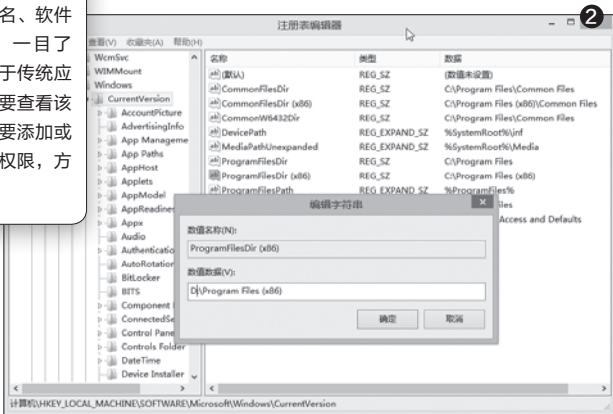 名、软件
一目了
于传统应
要查看该
要添加或
权限，方
2
注册表编辑器
查看(V) 收藏夹(A) 帮助(H)
WcmSvc
WIMMount
Windows
CurrentVersion
AccountPicture
AdvertisingInfo
App Manageme
App Paths
AppHost
Applets
AppModel
AppReadines
Appx
Audio
Authenticatio
AutoRotation
BitLocker
BITS
Component
ConnectedSe
Control Pane
Controls Folder
DateTime
Device Installer
名称 类型 数据
(默认) REG_SZ (数值未设置)
CommonFilesDir REG_SZ C:\Program Files\Common Files
CommonFilesDir (x86) REG_SZ C:\Program Files (x86)\Common Files
CommonW6432Dir REG_SZ C:\Program Files\Common Files
DevicePath REG_EXPAND_SZ %SystemRoot%\inf
MediaPathUnexpanded REG_EXPAND_SZ %SystemRoot%\Media
ProgramFilesDir REG_SZ C:\Program Files
ProgramFilesDir (x86) REG_SZ C:\Program Files (x86)
ProgramFilesPath REG_EXPAND_SZ %ProgramFiles%
Files
Access and Defaults
编辑字符串
数值名称(N):
ProgramFilesDir (x86)
数值数据(V):
D:\Program Files (x86)
确定 取消
计算机\HKEY_LOCAL_MACHINE\SOFTWARE\Microsoft\Windows\CurrentVersion